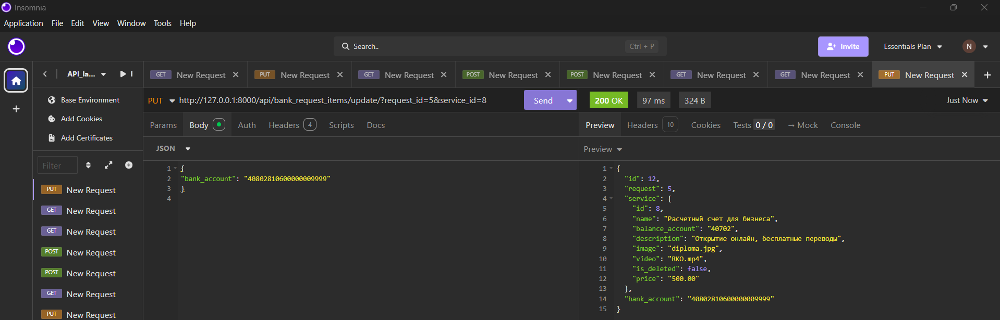 Insomnia
Application File Edit View Window Tools Help
Search.. Ctrl + P Invite Essentials Plan N
API_la... GET New Request PUT New Request GET New Request POST New Request POST New Request GET New Request GET New Request PUT New Request
Base Environment
Add Cookies
Add Certificates
Filter
PUT New Request
GET New Request
GET New Request
POST New Request
POST New Request
GET New Request
PUT New Request
PUT http://127.0.0.1:8000/api/bank_request_items/update/?request_id=5&service_id=8 Send
Params Body Auth Headers 4 Scripts Docs
JSON
1 {
2 "bank_account": "40802810600000009999"
3 }
4
200 OK 97 ms 324 B Just Now
Preview Headers 10 Cookies Tests 0 / 0 → Mock Console
Preview
1 {
2 "id": 12,
3 "request": 5,
4 "service": {
5 "id": 8,
6 "name": "Расчетный счет для бизнеса",
7 "balance_account": "40702",
8 "description": "Открытие онлайн, бесплатные переводы",
9 "image": "diploma.jpg",
10 "video": "RKO.mp4",
11 "is_deleted": false,
12 "price": "500.00"
13 },
14 "bank_account": "40802810600000009999"
15 }